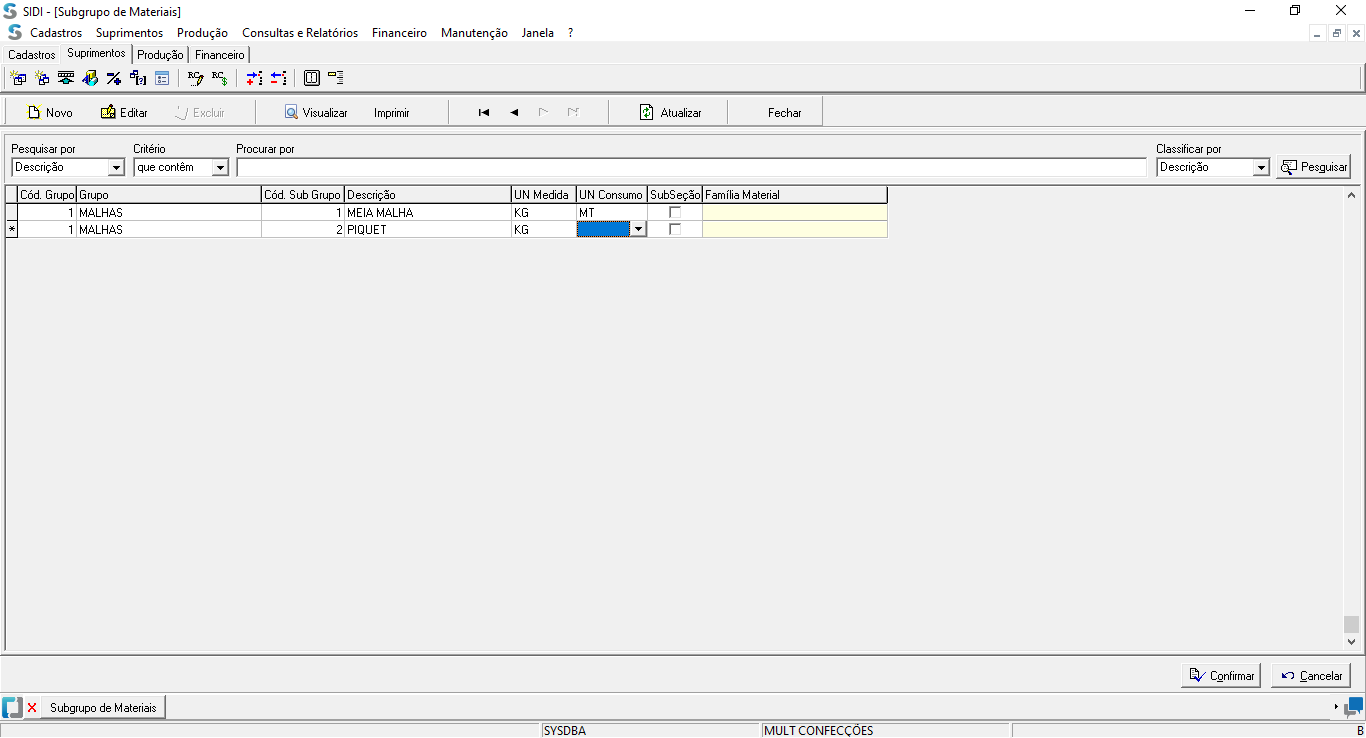 SIDI - [Subgrupo de Materiais]
Cadastros Suprimentos Produção Consultas e Relatórios Financeiro Manutenção Janela ?
Cadastros Suprimentos Produção Financeiro
Novo Editar Excluir Visualizar Imprimir Atualizar Fechar
Pesquisar por Critério Procurar por Classificar por
Descrição que contêm Descrição Pesquisar
Cód. Grupo Grupo Cód. Sub Grupo Descrição UN Medida UN Consumo SubSeção Família Material
1 MALHAS 1 MEIA MALHA KG MT
* 1 MALHAS 2 PIQUET KG
Confirmar Cancelar
Subgrupo de Materiais
SYSDBA MULT CONFECÇÕES B